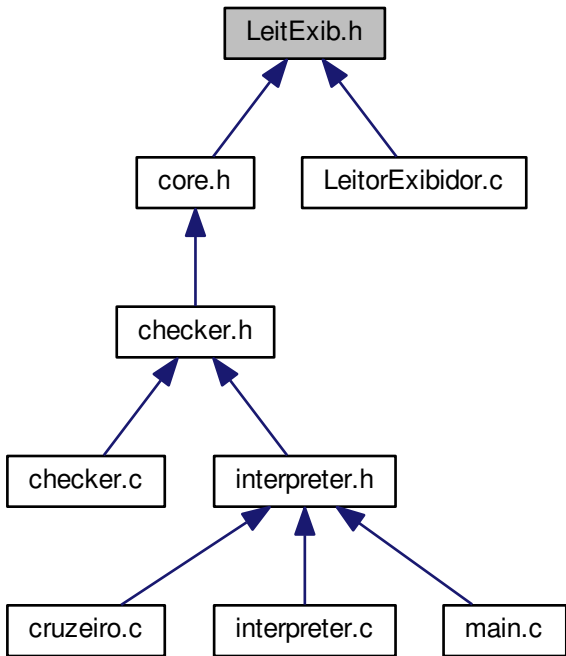 LeitExib.h
core.h
LeitorExibidor.c
checker.h
checker.c
interpreter.h
cruzeiro.c
interpreter.c
main.c